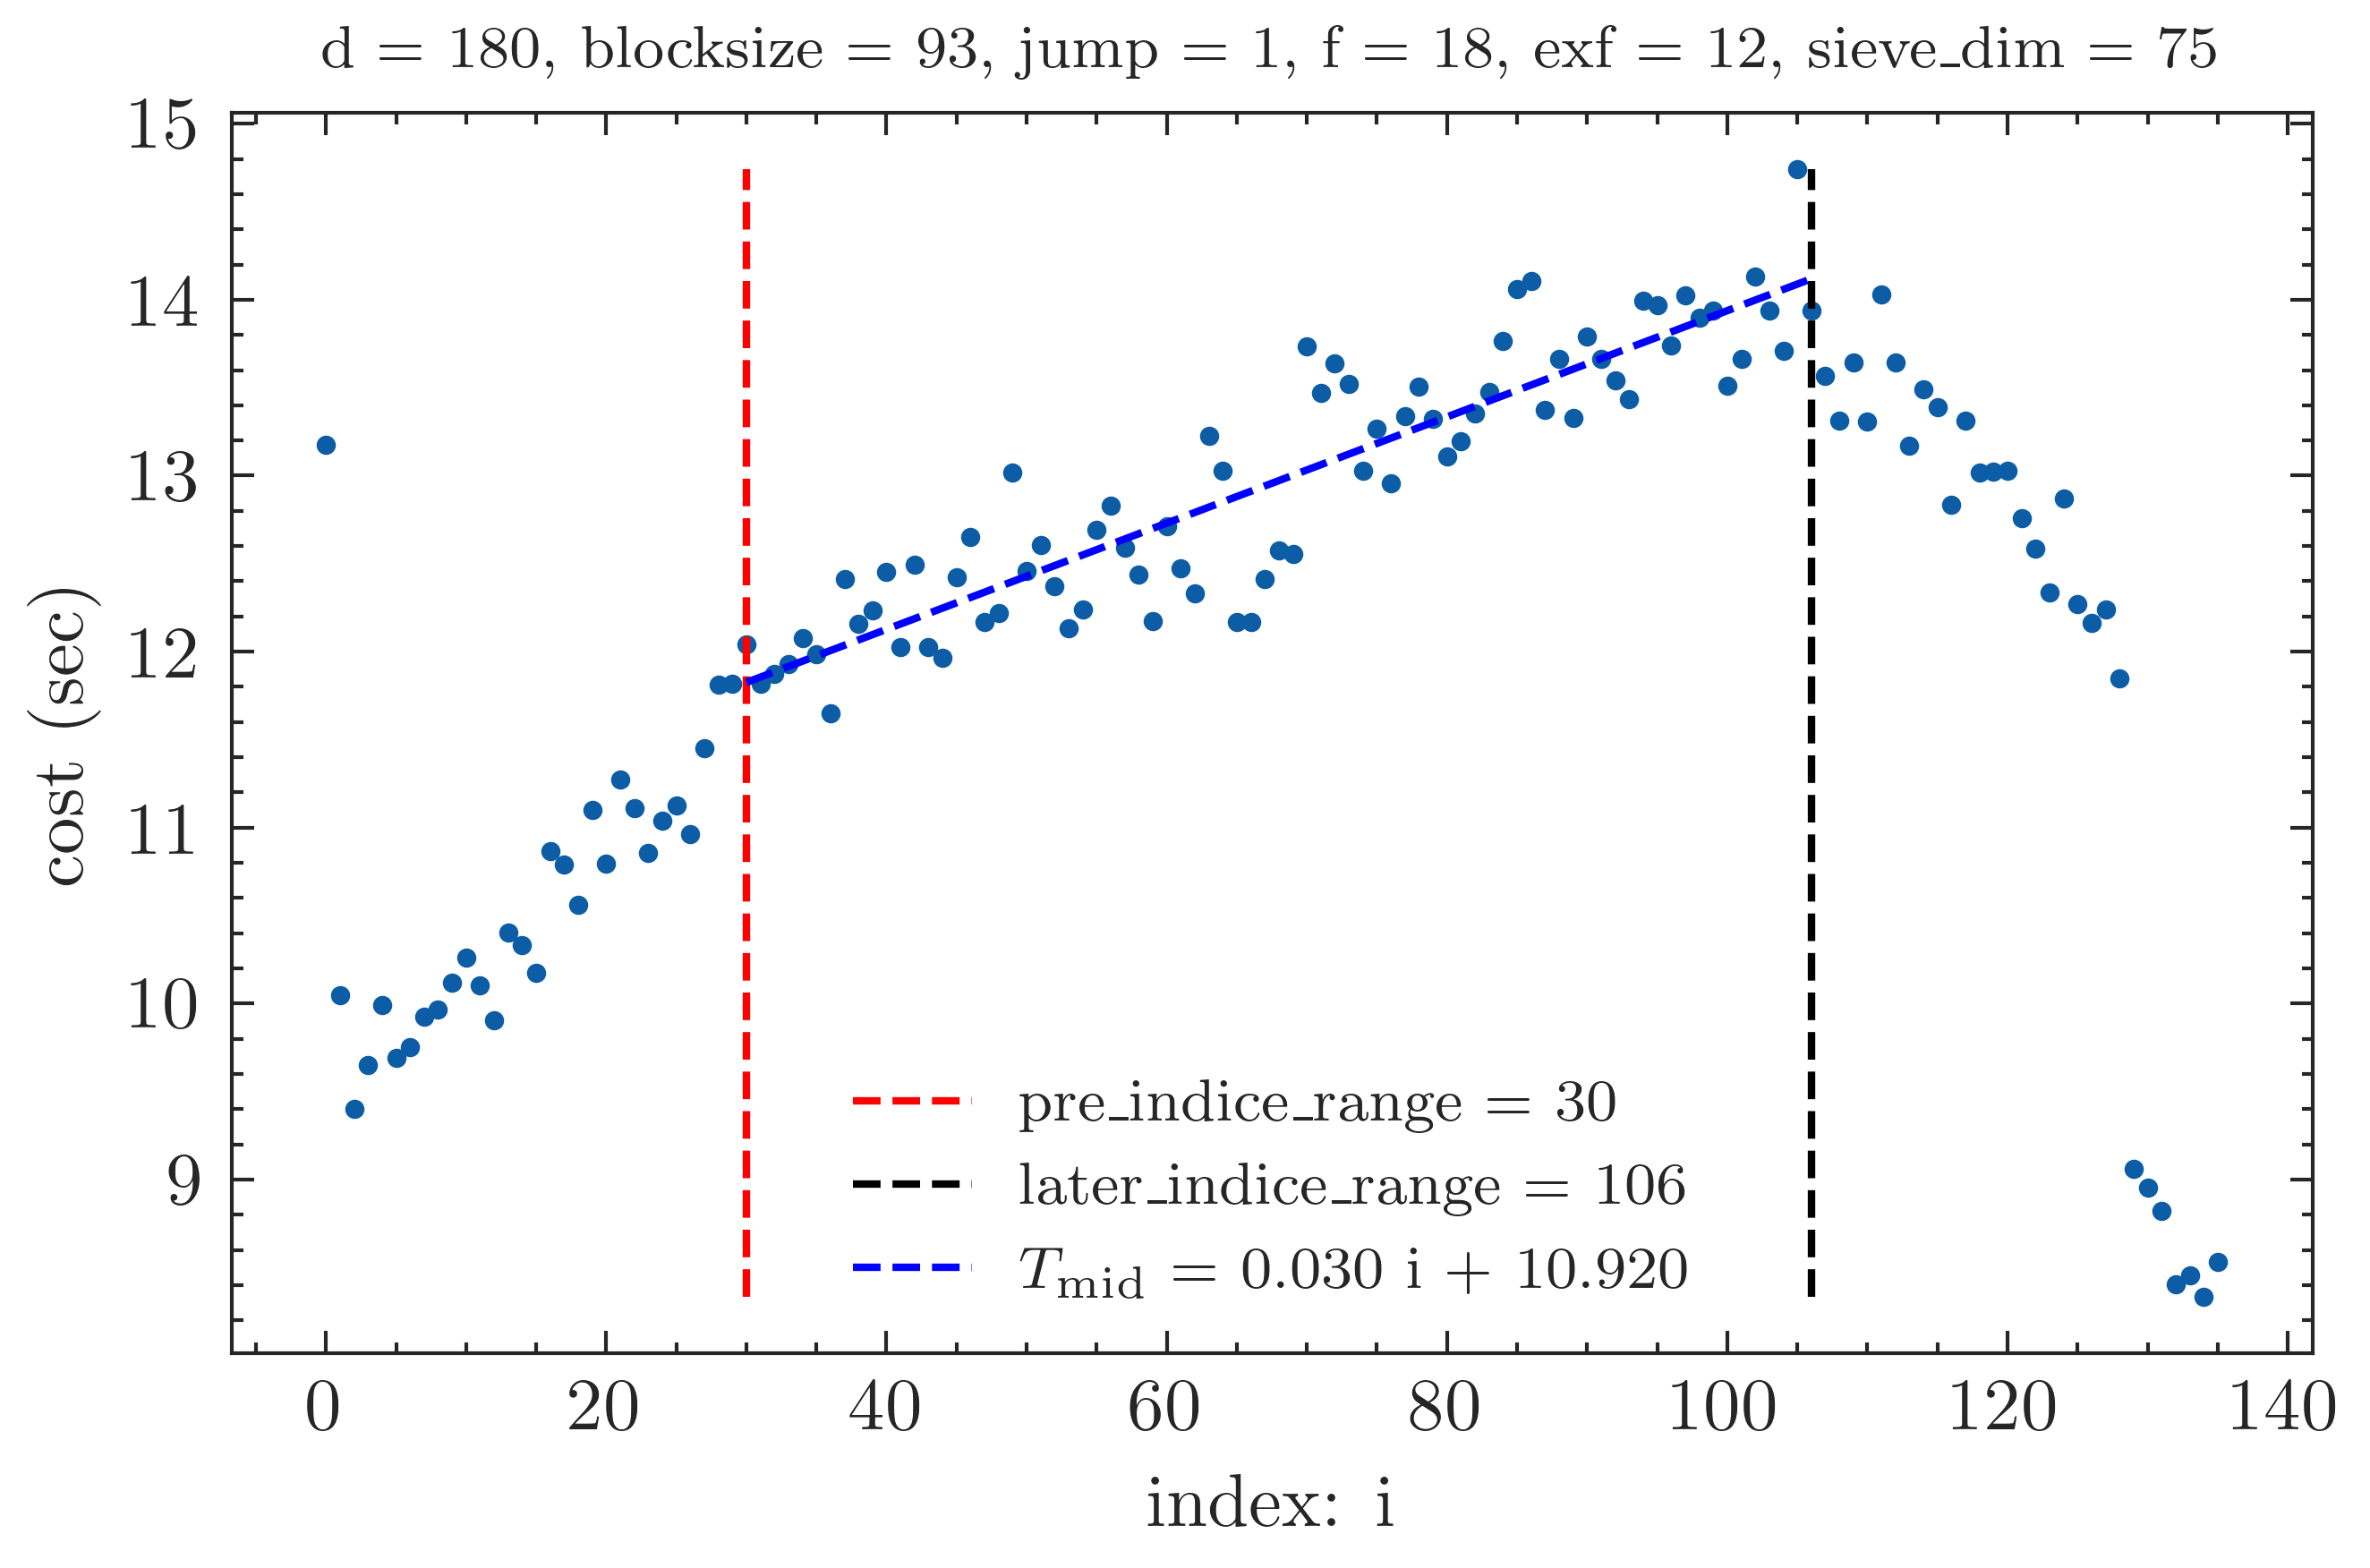 d = 180, blocksize = 93, jump = 1, f = 18, exf = 12, sieve_dim = 75
15
14
13
12
11
10
9
cost (sec)
pre_indice_range = 30
later_indice_range = 106
T_mid = 0.030 i + 10.920
0 20 40 60 80 100 120 140
index: i